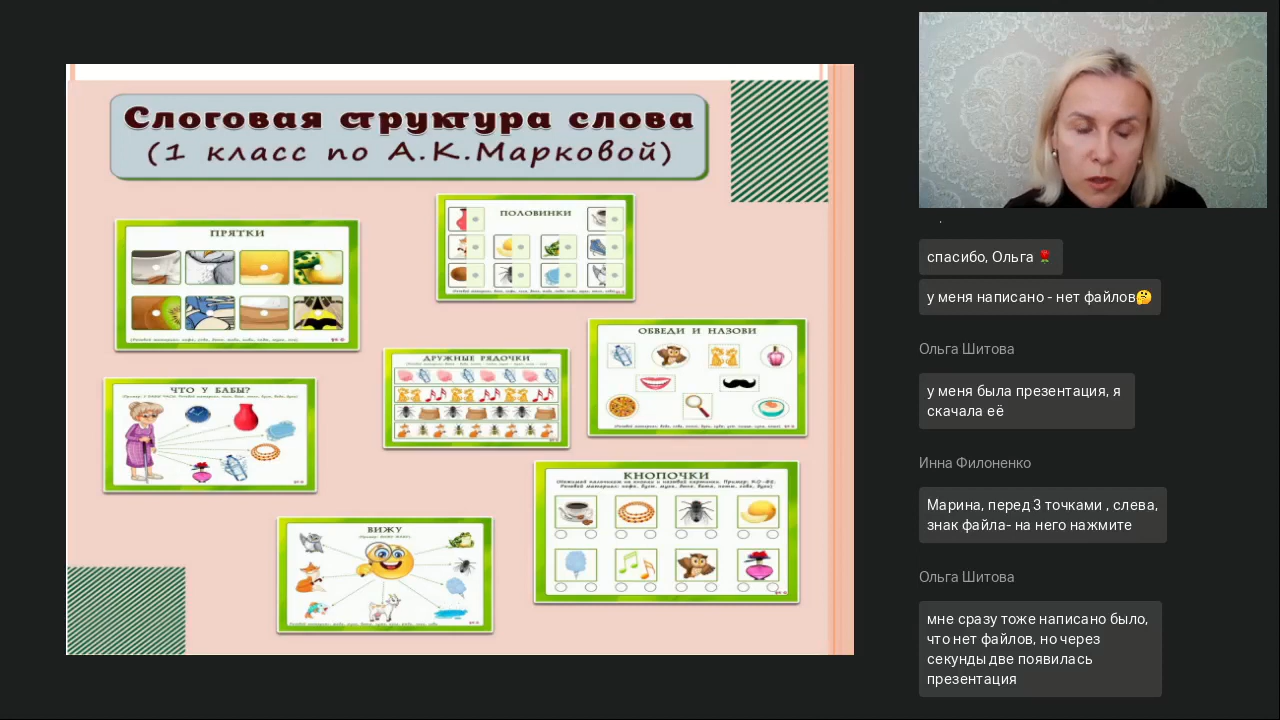 Слоговая структура слова
(1 класс по А.К.Марковой)
ПРЯТКИ
ПОЛОВИНКИ
ОБВЕДИ И НАЗОВИ
ДРУЖНЫЕ РЯДОЧКИ
ЧТО У БАБЫ?
КНОПОЧКИ
ВИЖУ
спасибо, Ольга 🌹
у меня написано - нет файлов🤔
Ольга Шитова
у меня была презентация, я
скачала её
Инна Филоненко
Марина, перед 3 точками , слева,
знак файла- на него нажмите
Ольга Шитова
мне сразу тоже написано было,
что нет файлов, но через
секунды две появилась
презентация